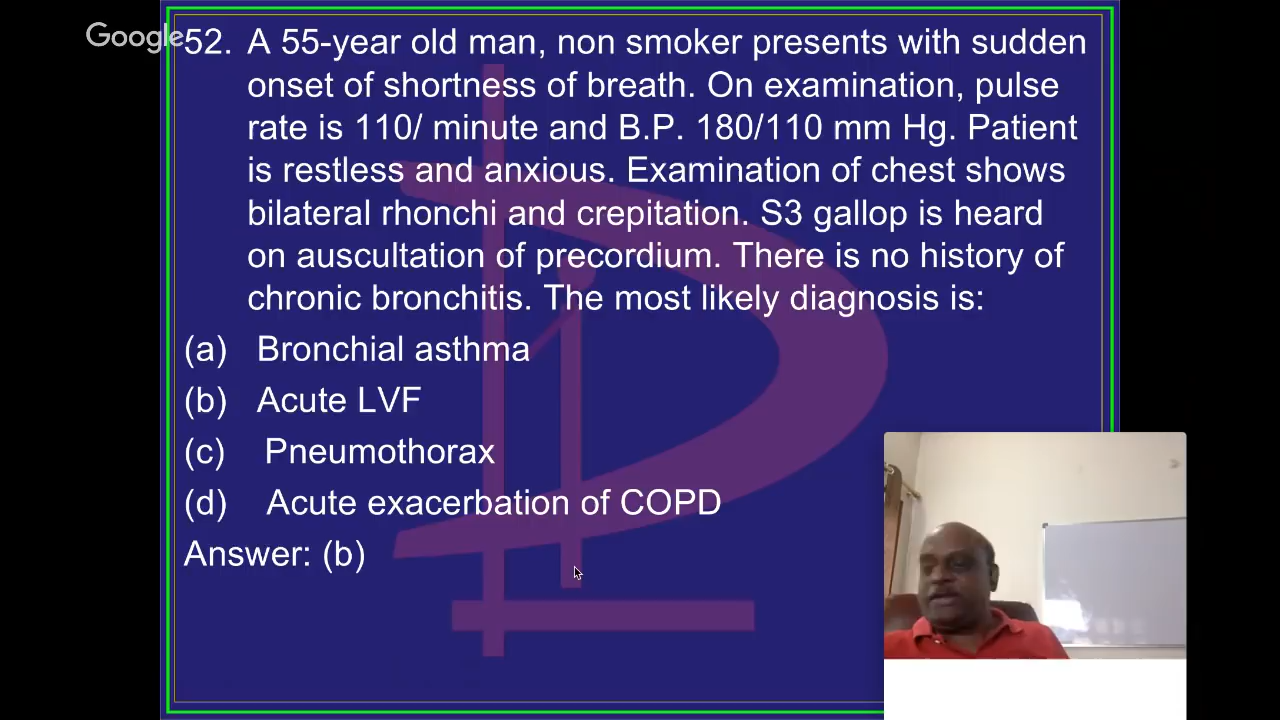 Google
52. A 55-year old man, non smoker presents with sudden
onset of shortness of breath. On examination, pulse
rate is 110/ minute and B.P. 180/110 mm Hg. Patient
is restless and anxious. Examination of chest shows
bilateral rhonchi and crepitation. S3 gallop is heard
on auscultation of precordium. There is no history of
chronic bronchitis. The most likely diagnosis is:
(a) Bronchial asthma
(b) Acute LVF
(c) Pneumothorax
(d) Acute exacerbation of COPD
Answer: (b)